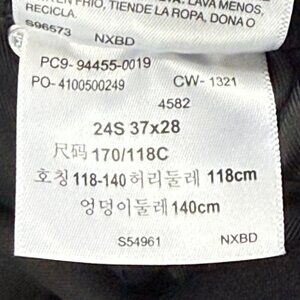 EN FRIO, TIENDE LA ROPA, DONA O
RECICLA.
S96573 NXBD
PC9-94455-0019
PO-4100500249 CW-1321
4582
24S 37x28
尺码 170/118C
호칭 118-140 허리둘레 118cm
엉덩이둘레 140cm
S54961 NXBD